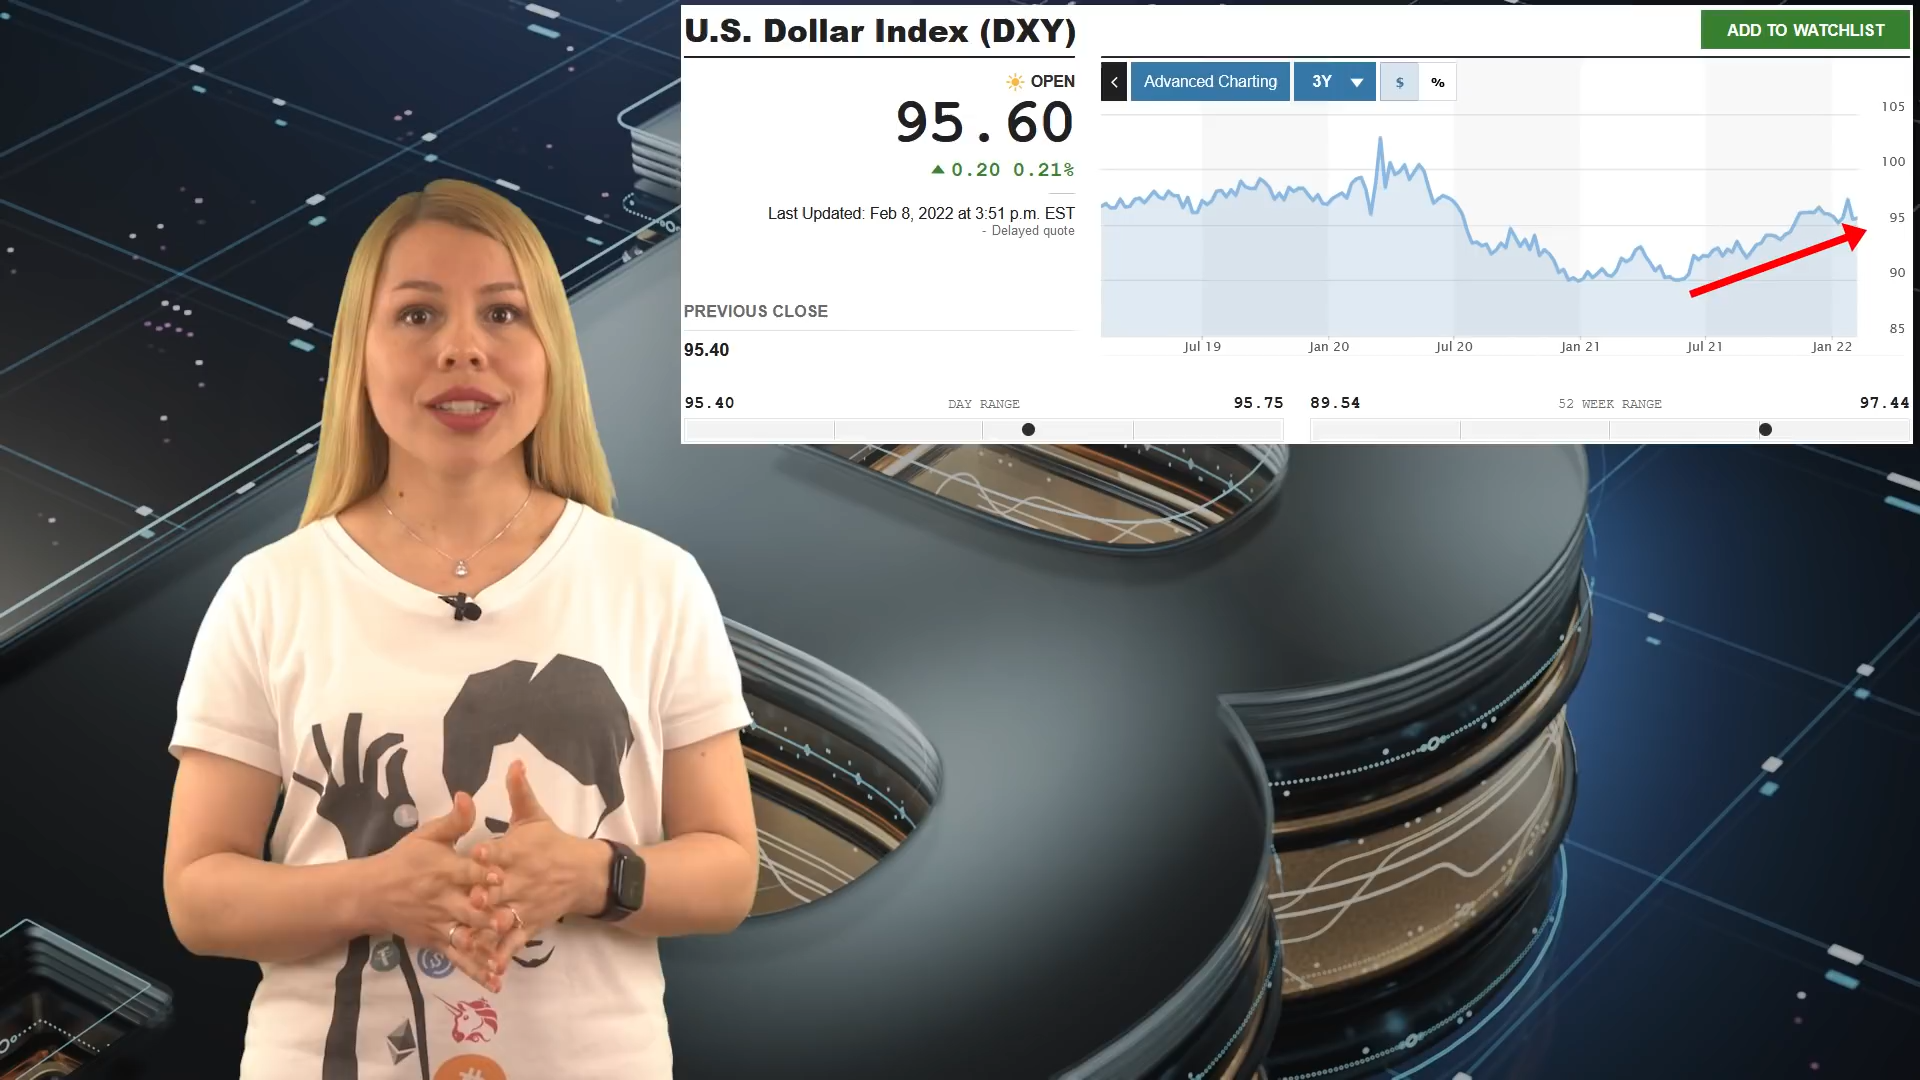 U.S. Dollar Index (DXY)
ADD TO WATCHLIST
OPEN
95.60
0.20 0.21%
Last Updated: Feb 8, 2022 at 3:51 p.m. EST
- Delayed quote
PREVIOUS CLOSE
95.40
Advanced Charting 3Y $ %
105
100
95
90
85
Jul 19 Jan 20 Jul 20 Jan 21 Jul 21 Jan 22
95.40 DAY RANGE 95.75
89.54 52 WEEK RANGE 97.44